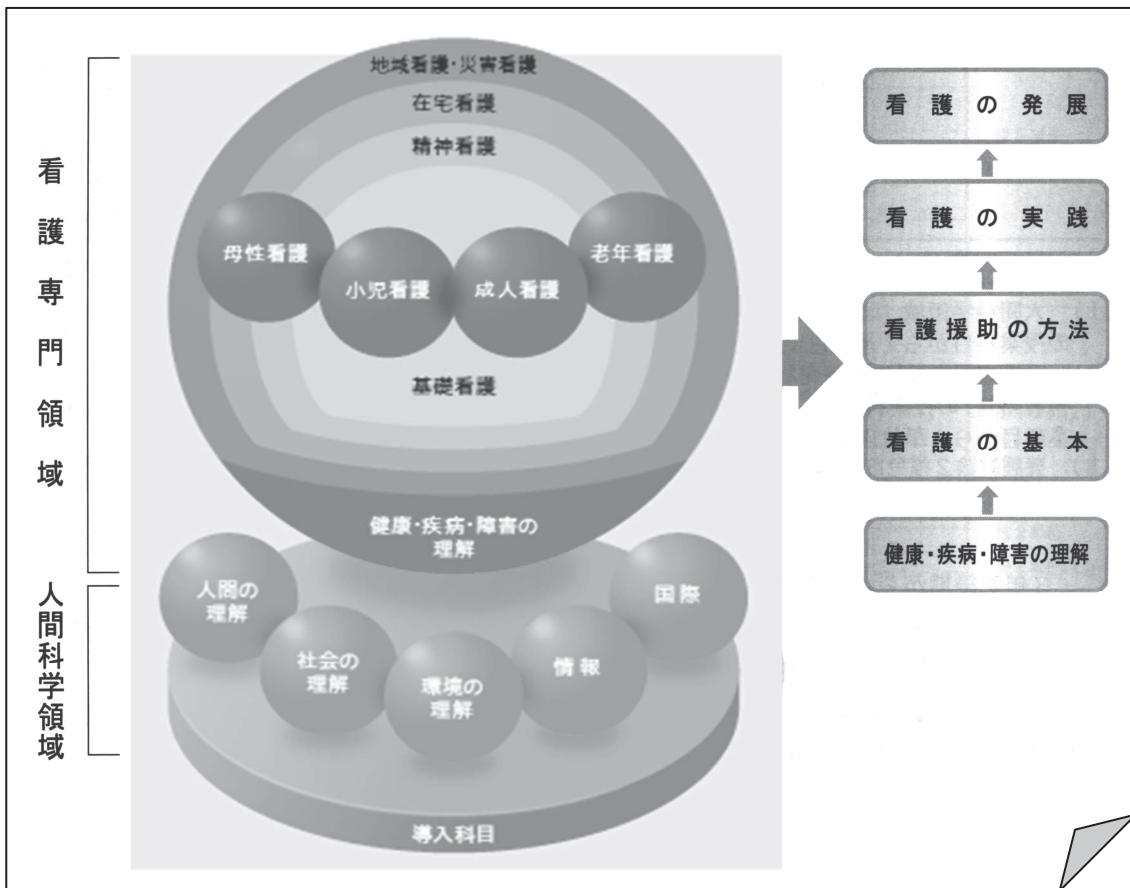 看護専門領域
地域看護・災害看護
在宅看護
精神看護
母性看護
小児看護
成人看護
老年看護
基礎看護
健康・疾病・障害の
理解
人間科学領域
人間の
理解
社会の
理解
環境の
理解
情報
国際
導入科目
看護の発展
看護の実践
看護援助の方法
看護の基本
健康・疾病・障害の理解